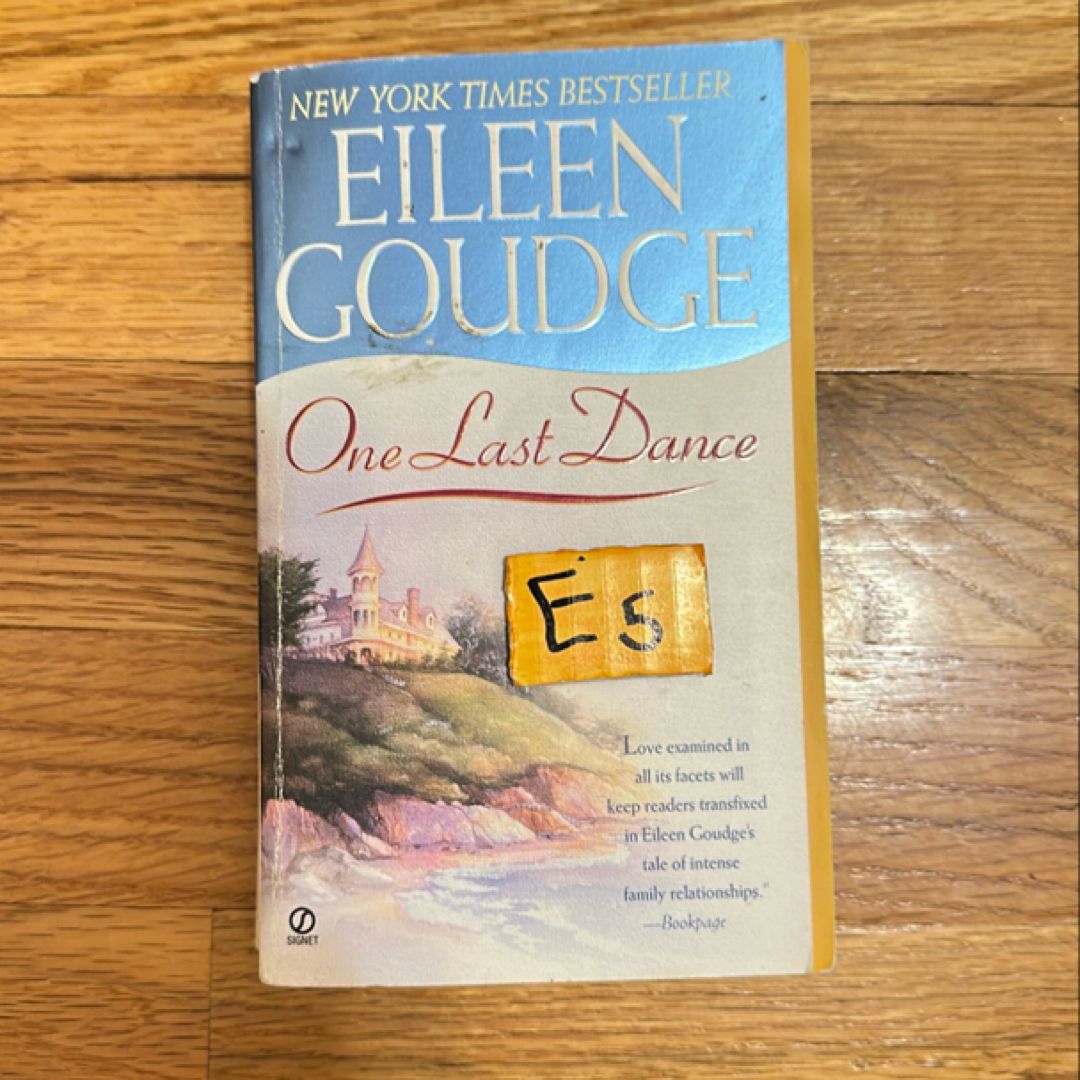 NEW YORK TIMES BESTSELLER
EILEEN
GOUDGE
One Last Dance
E5
"Love examined in
all its facets will
keep readers transfixed
in Eileen Goudge's
tale of intense
family relationships."
—Bookpage
SIGNET